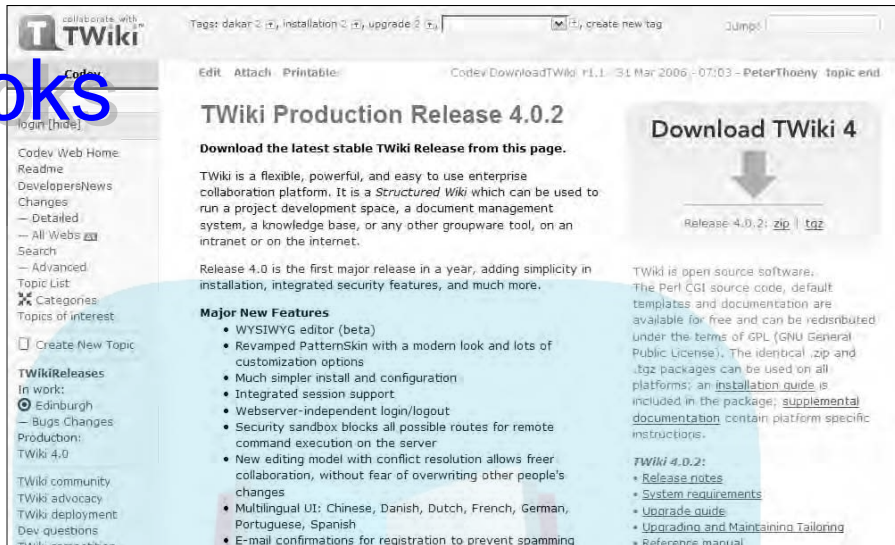 collaborate with
TWiki
Tags: dakar 2, installation 2, upgrade 2, create new tag
Jump:
oks
Codev
login [hide]
Codev Web Home
Readme
DevelopersNews
Changes
– Detailed
– All Webs
Search
– Advanced
Topic List
Categories
Topics of interest
Create New Topic
TWikiReleases
In work:
Edinburgh
– Bugs Changes
Production:
TWiki 4.0
TWiki community
TWiki advocacy
TWiki deployment
Dev questions
Edit Attach Printable
Codev.DownloadTWiki r1.1 - 31 Mar 2006 - 07:03 - PeterThoeny topic end
TWiki Production Release 4.0.2
Download the latest stable TWiki Release from this page.
TWiki is a flexible, powerful, and easy to use enterprise
collaboration platform. It is a Structured Wiki which can be used to
run a project development space, a document management
system, a knowledge base, or any other groupware tool, on an
intranet or on the internet.
Release 4.0 is the first major release in a year, adding simplicity in
installation, integrated security features, and much more.
Major New Features
• WYSIWYG editor (beta)
• Revamped PatternSkin with a modern look and lots of
customization options
• Much simpler install and configuration
• Integrated session support
• Webserver-independent login/logout
• Security sandbox blocks all possible routes for remote
command execution on the server
• New editing model with conflict resolution allows freer
collaboration, without fear of overwriting other people's
changes
• Multilingual UI: Chinese, Danish, Dutch, French, German,
Portuguese, Spanish
• E-mail confirmations for registration to prevent spamming
Download TWiki 4
Release 4.0.2: zip | tgz
TWiki is open source software.
The Perl CGI source code, default
templates and documentation are
available for free and can be redisributed
under the terms of GPL (GNU General
Public License). The identical .zip and
.tgz packages can be used on all
platforms; an installation guide is
included in the package; supplemental
documentation contain platform specific
instructions.
TWiki 4.0.2:
• Release notes
• System requirements
• Upgrade guide
• Upgrading and Maintaining Tailoring
• Reference manual